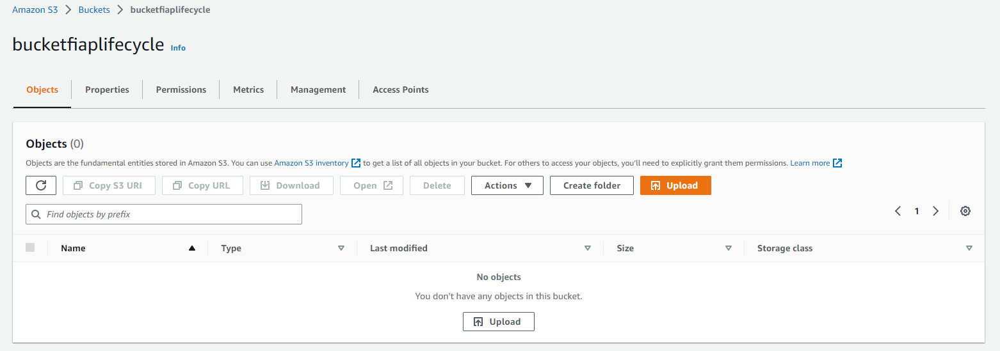 Amazon S3 > Buckets > bucketfiaplifecycle
bucketfiaplifecycle Info
Objects Properties Permissions Metrics Management Access Points
Objects (0)
Objects are the fundamental entities stored in Amazon S3. You can use Amazon S3 inventory to get a list of all objects in your bucket. For others to access your objects, you'll need to explicitly grant them permissions. Learn more
Copy S3 URI Copy URL Download Open Delete Actions Create folder Upload
Find objects by prefix 1
Name Type Last modified Size Storage class
No objects
You don't have any objects in this bucket.
Upload